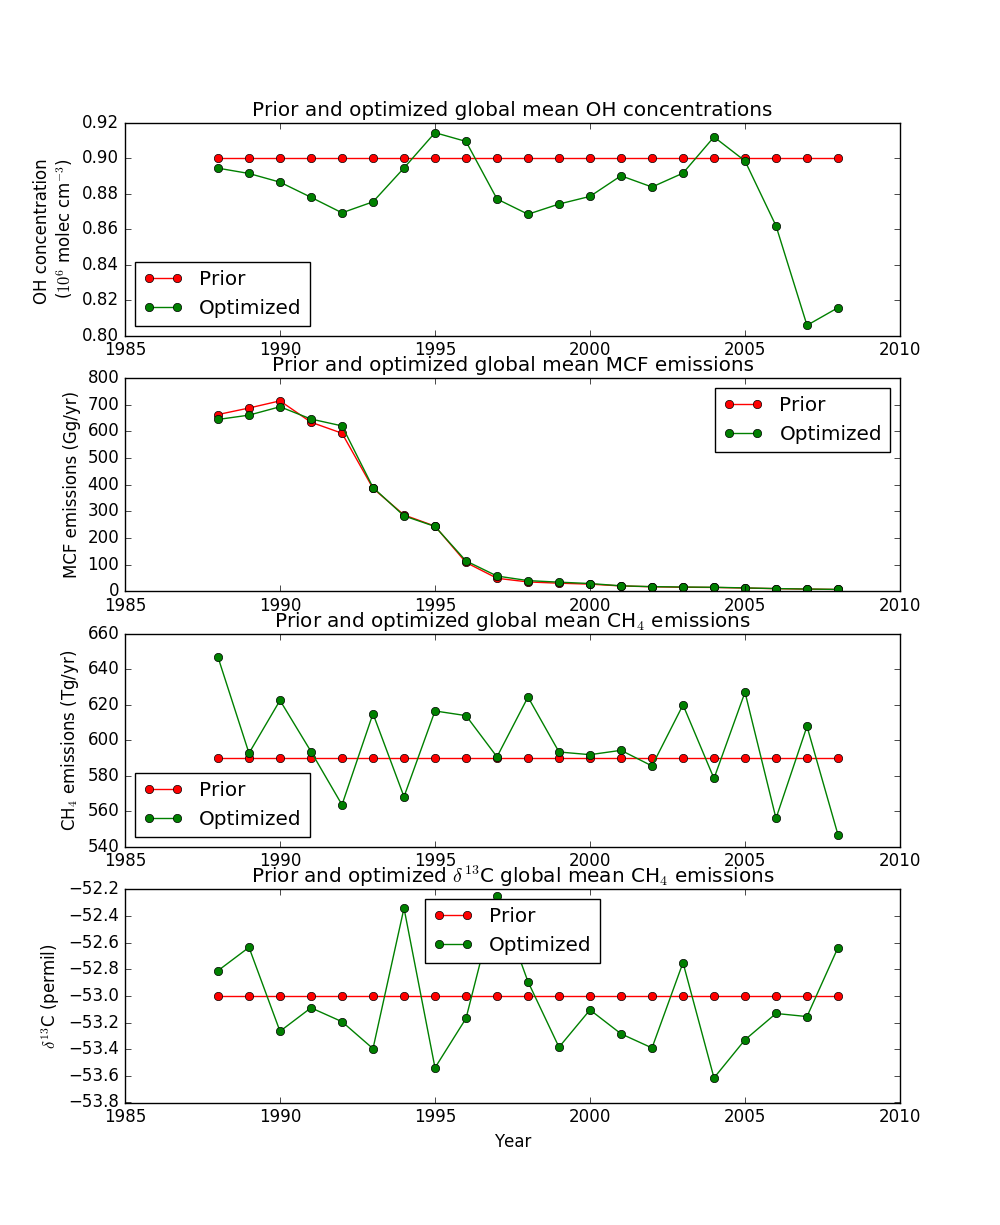 Prior and optimized global mean OH concentrations
OH concentration
(10⁶ molec cm⁻³)
0.92
0.90
0.88
0.86
0.84
0.82
0.80
Prior
Optimized
1985 1990 1995 2000 2005 2010
Prior and optimized global mean MCF emissions
MCF emissions (Gg/yr)
800
700
600
500
400
300
200
100
0
Prior
Optimized
1985 1990 1995 2000 2005 2010
Prior and optimized global mean CH₄ emissions
CH₄ emissions (Tg/yr)
660
640
620
600
580
560
540
Prior
Optimized
1985 1990 1995 2000 2005 2010
Prior and optimized δ¹³C global mean CH₄ emissions
δ¹³C (permil)
−52.2
−52.4
−52.6
−52.8
−53.0
−53.2
−53.4
−53.6
−53.8
Prior
Optimized
1985 1990 1995 2000 2005 2010
Year